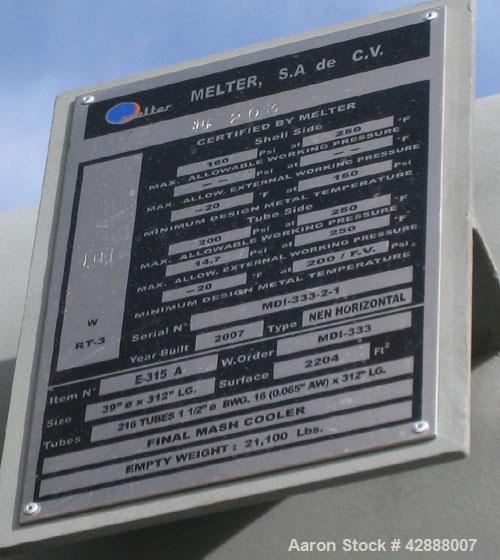 Melter MELTER, S.A de C.V.
CERTIFIED BY MELTER
Shell Side
160 Psi at 250 °F
MAX. ALLOWABLE WORKING PRESSURE
-- Psi at -- °F
MAX. ALLOW. EXTERNAL WORKING PRESSURE
-20 °F at 160 Psi
MINIMUM DESIGN METAL TEMPERATURE
Tube Side
200 Psi at 250 °F
MAX. ALLOWABLE WORKING PRESSURE
14.7 Psi at 250 °F
MAX. ALLOW. EXTERNAL WORKING PRESSURE
-20 °F at 200 / F.V. Psi
MINIMUM DESIGN METAL TEMPERATURE
W
RT-3
Serial N° MDI-333-2-1
Year Built 2007 Type NEN HORIZONTAL
Item N° E-315 A W.Order MDI-333
Size 39" ø x 312" LG. Surface 2204 Ft²
Tubes 216 TUBES 1 1/2" ø BWG. 16 (0.065" AW) x 312" LG.
FINAL MASH COOLER
EMPTY WEIGHT : 21,100 Lbs.
Aaron Stock # 42888007